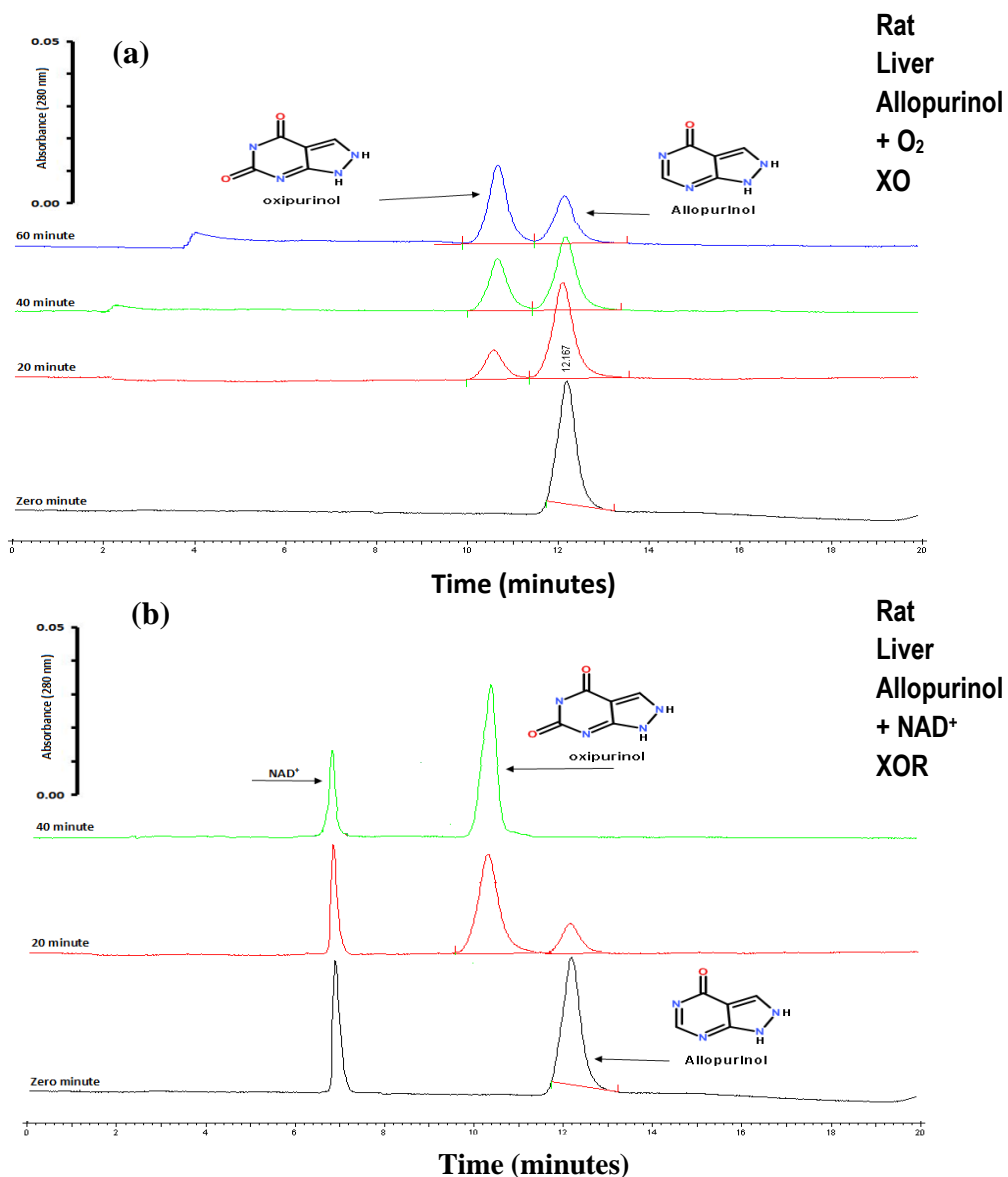 (a)
Rat
Liver
Allopurinol
+ O₂
XO
0.05
Absorbance (280 nm)
0.00
O
N
N
N
N
H
H
O
oxipurinol
O
N
N
N
N
H
H
Allopurinol
60 minute
40 minute
20 minute
12.167
Zero minute
0 2 4 6 8 10 12 14 16 18 20
Time (minutes)
(b)
Rat
Liver
Allopurinol
+ NAD⁺
XOR
0.05
Absorbance (280 nm)
0.00
O
N
N
N
N
H
H
O
oxipurinol
NAD⁺
40 minute
20 minute
O
N
N
N
N
H
H
Allopurinol
Zero minute
0 2 4 6 8 10 12 14 16 18 20
Time (minutes)